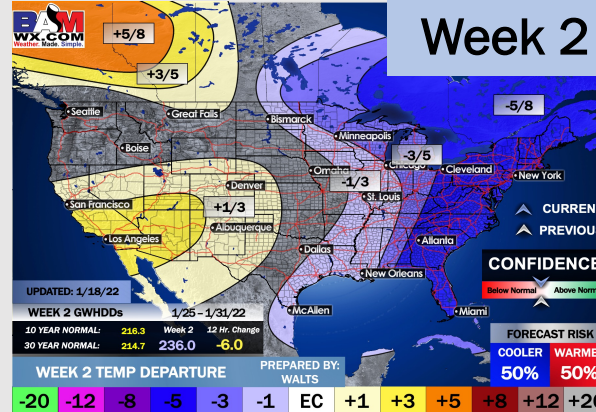 BAM
WX.COM
Weather. Made. Simple.
Week 2
+5/8
+3/5
-5/8
Seattle
Great Falls
Bismarck
Minneapolis
Boise
-3/5
Chicago
Omaha
Cleveland
New York
-1/3
Denver
St. Louis
San Francisco
+1/3
CURREN
Albuquerque
PREVIOU
Los Angeles
Atlanta
Dallas
CONFIDENCE
New Orleans
Below Normal
Above Norm
UPDATED: 1/18/22
McAllen
Miami
WEEK 2 GWHDDs
1/25 – 1/31/22
10 YEAR NORMAL: 216.3
Week 2
12 Hr. Change
30 YEAR NORMAL: 214.7
236.0
-6.0
FORECAST RISK
COOLER
WARME
50%
50%
WEEK 2 TEMP DEPARTURE
PREPARED BY:
WALTS
-20 -12 -8 -5 -3 -1 EC +1 +3 +5 +8 +12 +20